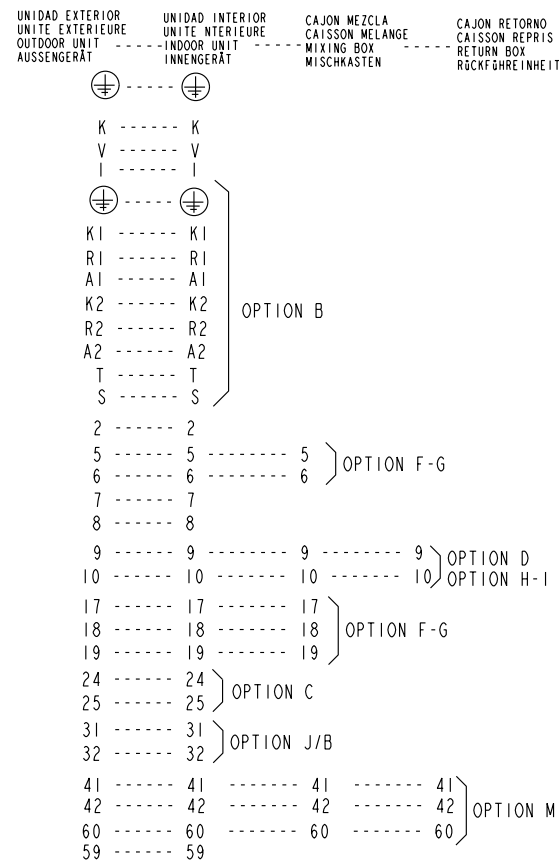 UNIDAD EXTERIOR UNIDAD INTERIOR CAJON MEZCLA CAJON RETORNO
UNITE EXTERIEURE UNITE NTERIEURE CAISSON MELANGE CAISSON REPRIS
OUTDOOR UNIT ----- INDOOR UNIT ----- MIXING BOX ----- RETURN BOX
AUSSENGERÄT INNENGERÄT MISCHKASTEN RüCKFüHREINHEIT
-----
K ------ K
V ------ V
I ------ I
-----
K1 ------ K1
R1 ------ R1
A1 ------ A1
K2 ------ K2
R2 ------ R2
A2 ------ A2
T ------ T
S ------ S
OPTION B
2 ------ 2
5 ------ 5 -------- 5
6 ------ 6 -------- 6
OPTION F-G
7 ------ 7
8 ------ 8
9 ------ 9 -------- 9 ------- 9 OPTION D
10 ------ 10 ------- 10 ------- 10 OPTION H-I
17 ------ 17 ------- 17
18 ------ 18 ------- 18 OPTION F-G
19 ------ 19 ------- 19
24 ------ 24
25 ------ 25
OPTION C
31 ------ 31
32 ------ 32
OPTION J/B
41 ------ 41 ------- 41 ------- 41
42 ------ 42 ------- 42 ------- 42 OPTION M
60 ------ 60 ------- 60 ------- 60
59 ------ 59